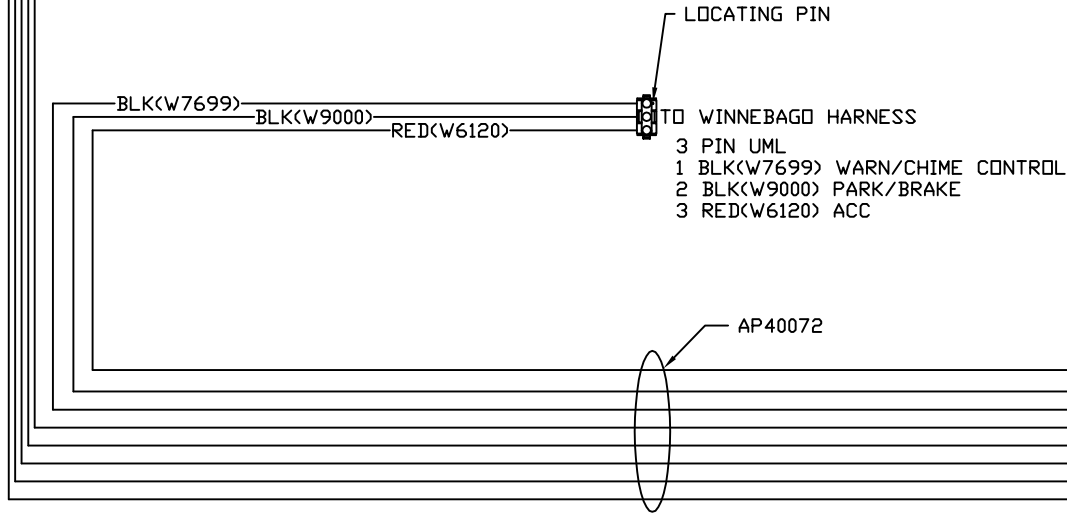 LOCATING PIN
BLK(W7699)
BLK(W9000)
RED(W6120)
TO WINNEBAGO HARNESS
3 PIN UML
1 BLK(W7699) WARN/CHIME CONTROL
2 BLK(W9000) PARK/BRAKE
3 RED(W6120) ACC
AP40072